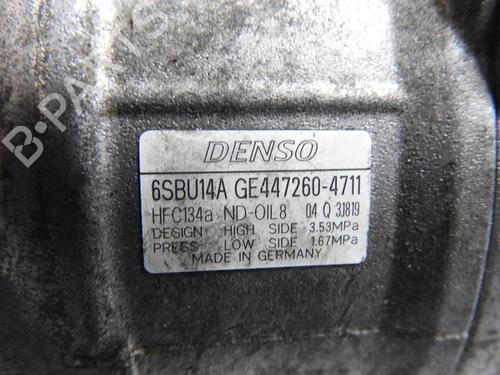 B-PARTS
DENSO
6SBU14A GE447260-4711
HFC134a ND-OIL8 04 Q 31819
DESIGN HIGH SIDE 3.53MPa
PRESS LOW SIDE 1.67MPa
MADE IN GERMANY